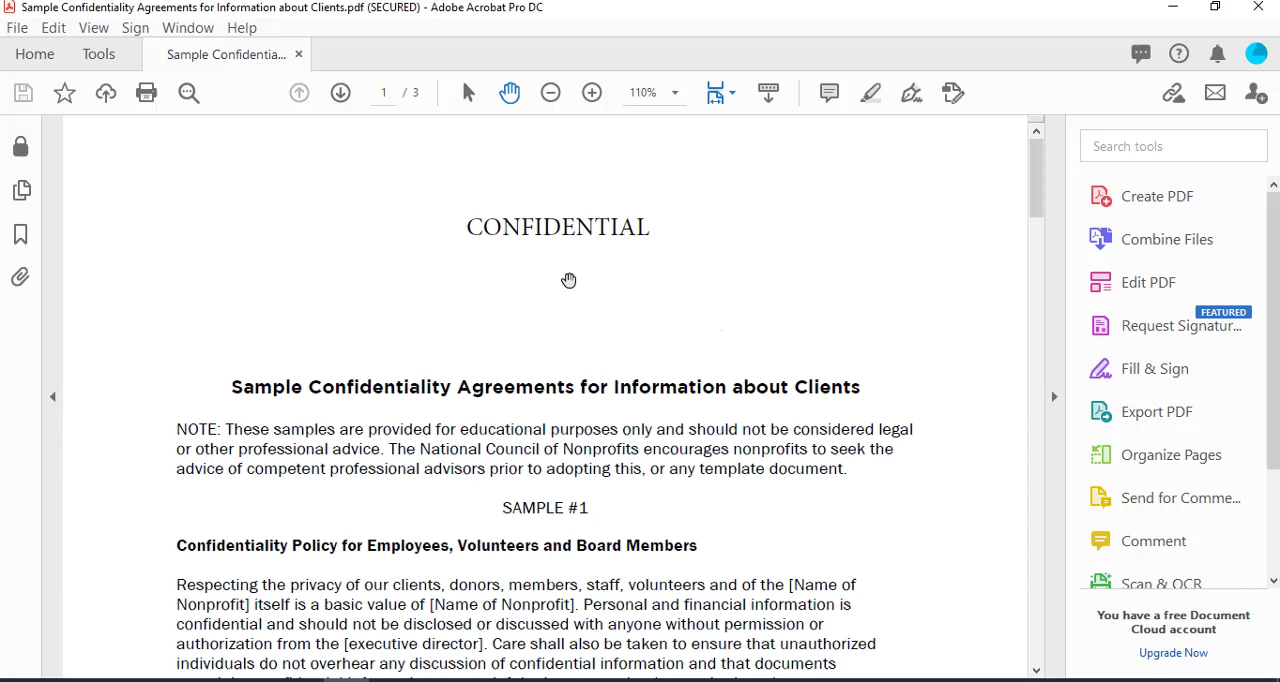 Sample Confidentiality Agreements for Information about Clients.pdf (SECURED) - Adobe Acrobat Pro DC
File Edit View Sign Window Help
Home Tools Sample Confidentia... ×
1 / 3 110%
Search tools
Create PDF
Combine Files
Edit PDF
FEATURED
Request Signatur...
Fill & Sign
Export PDF
Organize Pages
Send for Comme...
Comment
Scan & OCR
You have a free Document
Cloud account
Upgrade Now
CONFIDENTIAL
Sample Confidentiality Agreements for Information about Clients
NOTE: These samples are provided for educational purposes only and should not be considered legal
or other professional advice. The National Council of Nonprofits encourages nonprofits to seek the
advice of competent professional advisors prior to adopting this, or any template document.
SAMPLE #1
Confidentiality Policy for Employees, Volunteers and Board Members
Respecting the privacy of our clients, donors, members, staff, volunteers and of the [Name of
Nonprofit] itself is a basic value of [Name of Nonprofit]. Personal and financial information is
confidential and should not be disclosed or discussed with anyone without permission or
authorization from the [executive director]. Care shall also be taken to ensure that unauthorized
individuals do not overhear any discussion of confidential information and that documents